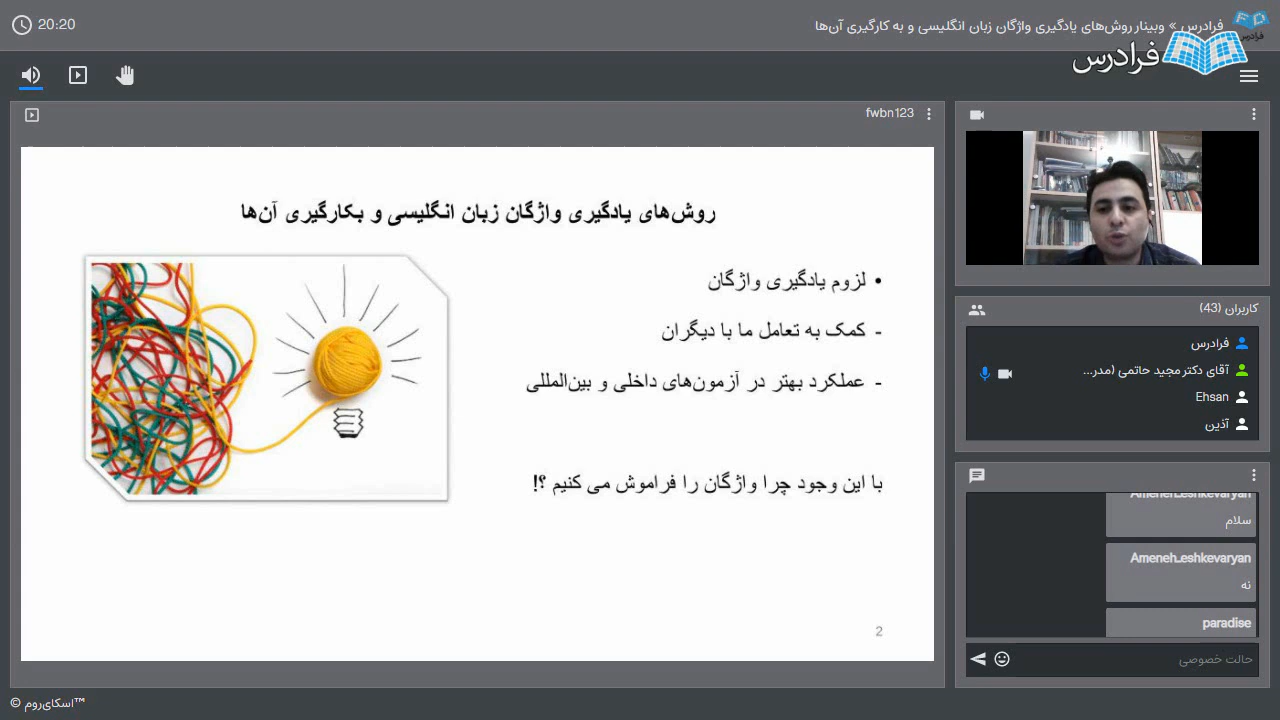 20:20
فرادرس » وبینار روش‌های یادگیری واژگان زبان انگلیسی و به کارگیری آن‌ها
فرادرس
فرادرس
fwbn123
روش‌های یادگیری واژگان زبان انگلیسی و بکارگیری آن‌ها
• لزوم یادگیری واژگان
- کمک به تعامل ما با دیگران
- عملکرد بهتر در آزمون‌های داخلی و بین‌المللی
با این وجود چرا واژگان را فراموش می کنیم ؟!
2
کاربران (43)
فرادرس
آقای دکتر مجید حاتمی (مدر...
Ehsan
آذین
Ameneh_eshkevaryan
سلام
Ameneh_eshkevaryan
نه
paradise
حالت خصوصی
© اسکای‌روم™